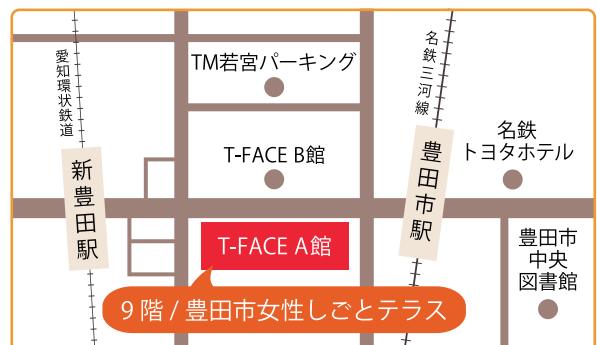 愛知環状鉄道
新豊田駅
TM若宮パーキング
T-FACE B館
名鉄三河線
豊田市駅
名鉄
トヨタホテル
T-FACE A館
豊田市
中央
図書館
9階 / 豊田市女性しごとテラス